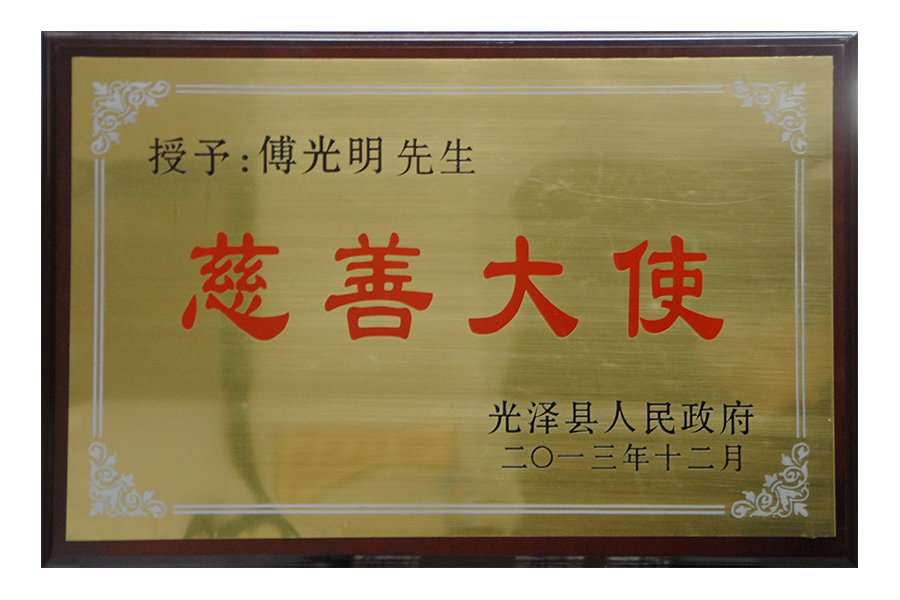 授予:傅光明先生
慈善大使
光泽县人民政府
二〇一三年十二月